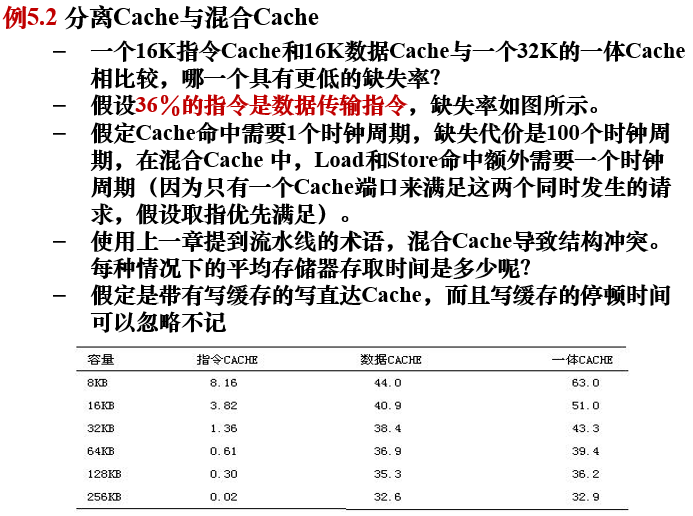 例5.2 分离Cache与混合Cache
– 一个16K指令Cache和16K数据Cache与一个32K的一体Cache
相比较，哪一个具有更低的缺失率？
– 假设36％的指令是数据传输指令，缺失率如图所示。
– 假定Cache命中需要1个时钟周期，缺失代价是100个时钟周
期，在混合Cache 中，Load和Store命中额外需要一个时钟
周期（因为只有一个Cache端口来满足这两个同时发生的请
求，假设取指优先满足）。
– 使用上一章提到流水线的术语，混合Cache导致结构冲突。
每种情况下的平均存储器存取时间是多少呢？
– 假定是带有写缓存的写直达Cache，而且写缓存的停顿时间
可以忽略不记
容量 指令CACHE 数据CACHE 一体CACHE
8KB 8.16 44.0 63.0
16KB 3.82 40.9 51.0
32KB 1.36 38.4 43.3
64KB 0.61 36.9 39.4
128KB 0.30 35.3 36.2
256KB 0.02 32.6 32.9